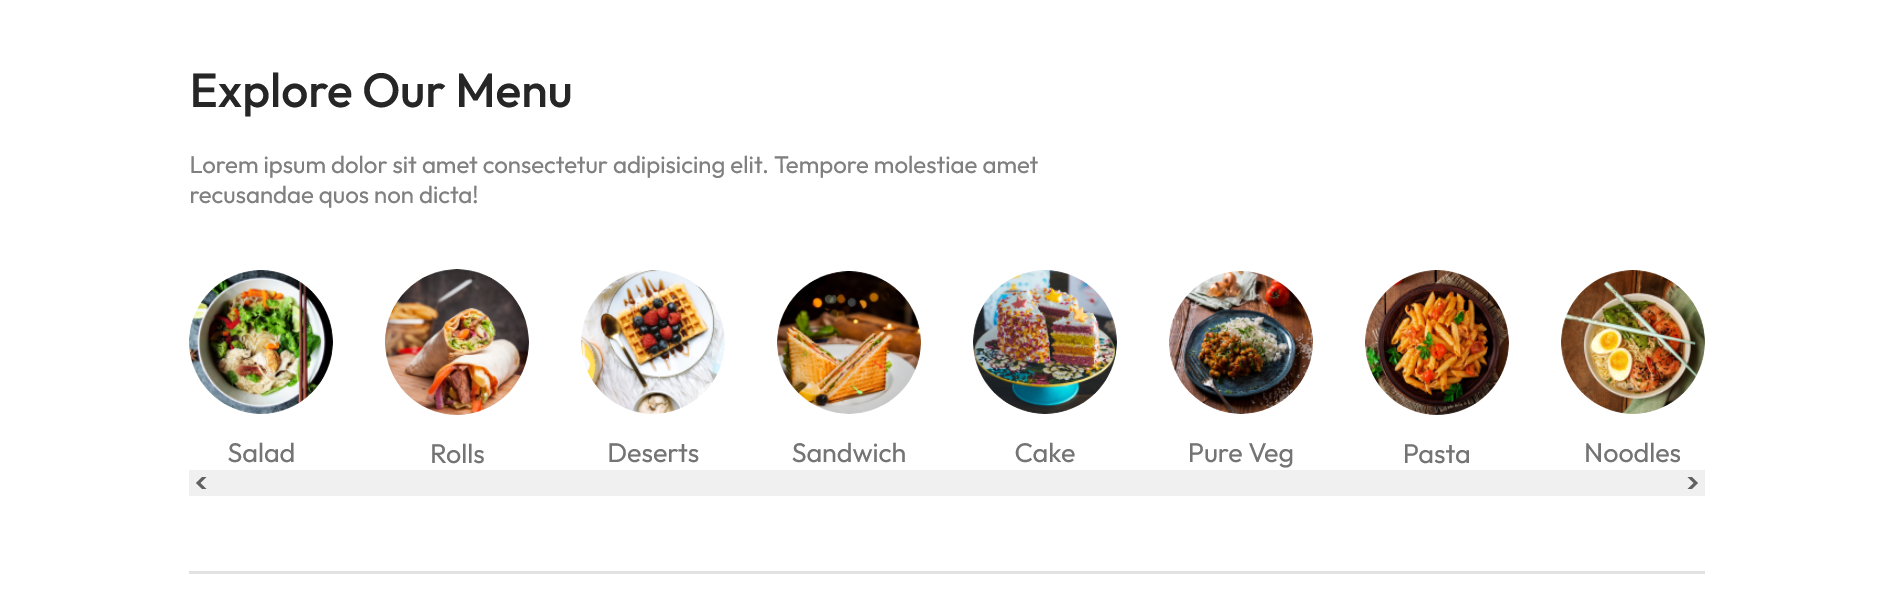 Explore Our Menu
Lorem ipsum dolor sit amet consectetur adipisicing elit. Tempore molestiae amet
recusandae quos non dicta!
Salad Rolls Deserts Sandwich Cake Pure Veg Pasta Noodles